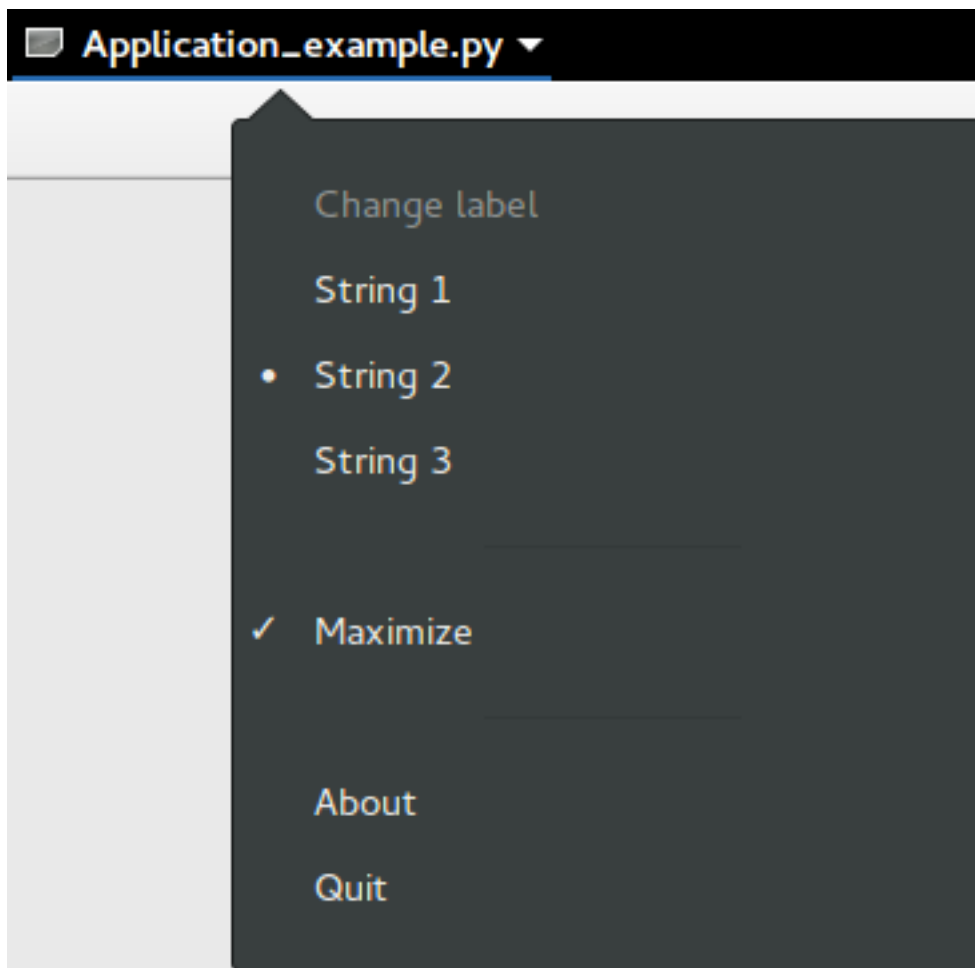 Application_example.py
Change label
String 1
String 2
String 3
Maximize
About
Quit